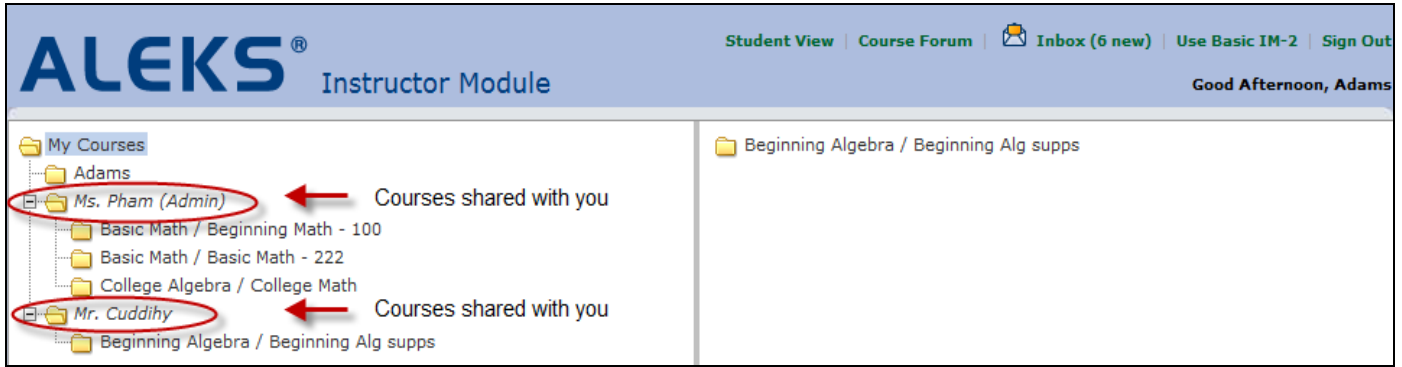 ALEKS® Instructor Module
Student View | Course Forum | Inbox (6 new) | Use Basic IM-2 | Sign Out
Good Afternoon, Adams
My Courses
Adams
Ms. Pham (Admin)
Courses shared with you
Basic Math / Beginning Math - 100
Basic Math / Basic Math - 222
College Algebra / College Math
Mr. Cuddihy
Courses shared with you
Beginning Algebra / Beginning Alg supps
Beginning Algebra / Beginning Alg supps